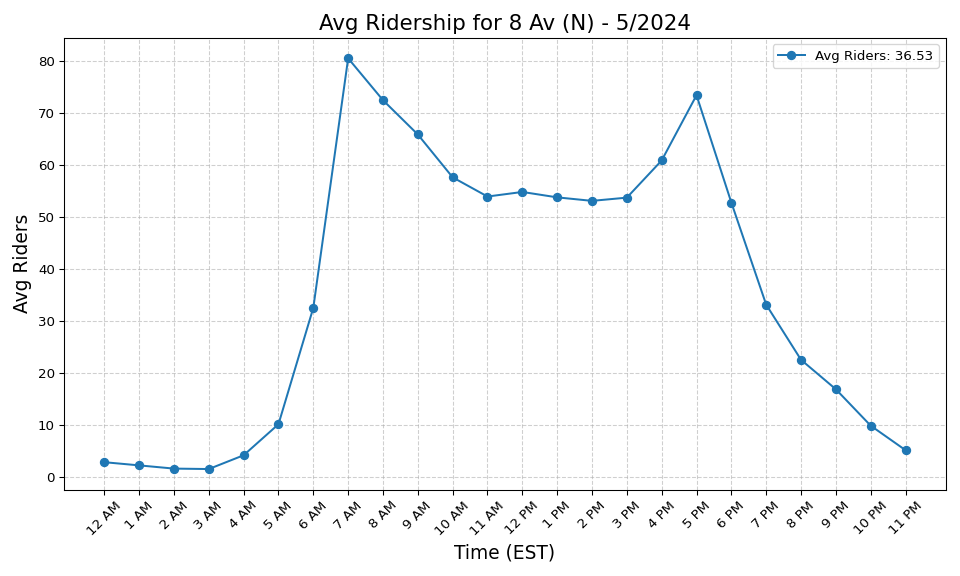 Avg Ridership for 8 Av (N) - 5/2024
Avg Riders: 36.53
Avg Riders
80
70
60
50
40
30
20
10
0
12 AM
1 AM
2 AM
3 AM
4 AM
5 AM
6 AM
7 AM
8 AM
9 AM
10 AM
11 AM
12 PM
1 PM
2 PM
3 PM
4 PM
5 PM
6 PM
7 PM
8 PM
9 PM
10 PM
11 PM
Time (EST)